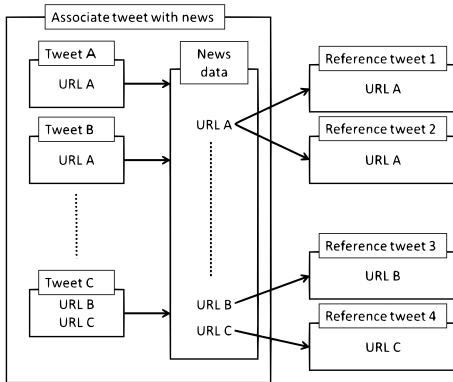 Associate tweet with news
Tweet A
URL A
Tweet B
URL A
Tweet C
URL B
URL C
News
data
URL A
URL B
URL C
Reference tweet 1
URL A
Reference tweet 2
URL A
Reference tweet 3
URL B
Reference tweet 4
URL C